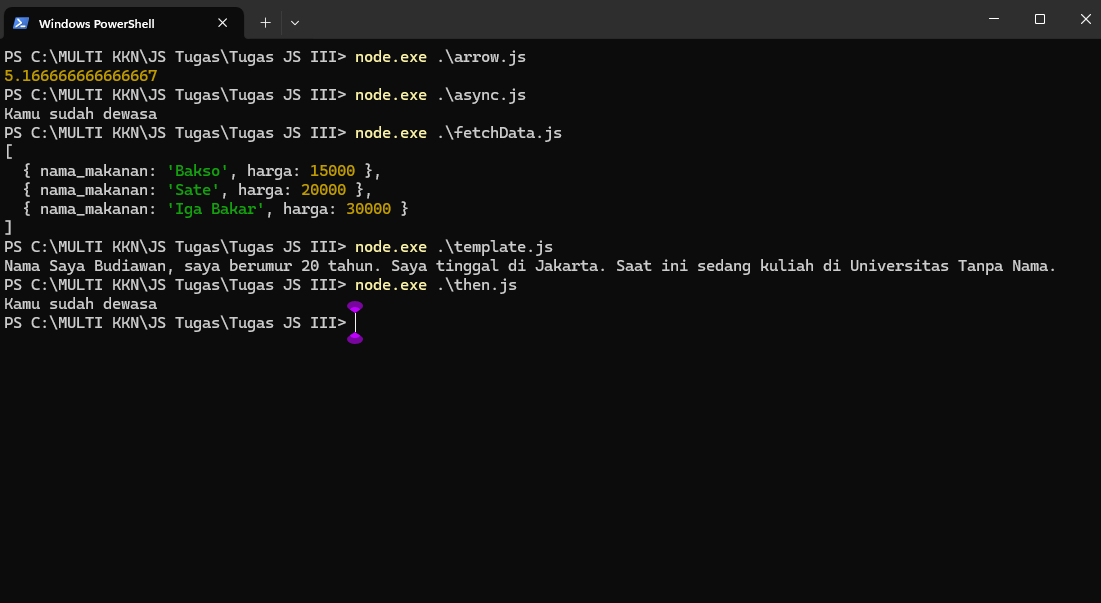 Windows PowerShell
PS C:\MULTI KKN\JS Tugas\Tugas JS III> node.exe .\arrow.js
5.166666666666667
PS C:\MULTI KKN\JS Tugas\Tugas JS III> node.exe .\async.js
Kamu sudah dewasa
PS C:\MULTI KKN\JS Tugas\Tugas JS III> node.exe .\fetchData.js
[
  { nama_makanan: 'Bakso', harga: 15000 },
  { nama_makanan: 'Sate', harga: 20000 },
  { nama_makanan: 'Iga Bakar', harga: 30000 }
]
PS C:\MULTI KKN\JS Tugas\Tugas JS III> node.exe .\template.js
Nama Saya Budiawan, saya berumur 20 tahun. Saya tinggal di Jakarta. Saat ini sedang kuliah di Universitas Tanpa Nama.
PS C:\MULTI KKN\JS Tugas\Tugas JS III> node.exe .\then.js
Kamu sudah dewasa
PS C:\MULTI KKN\JS Tugas\Tugas JS III>